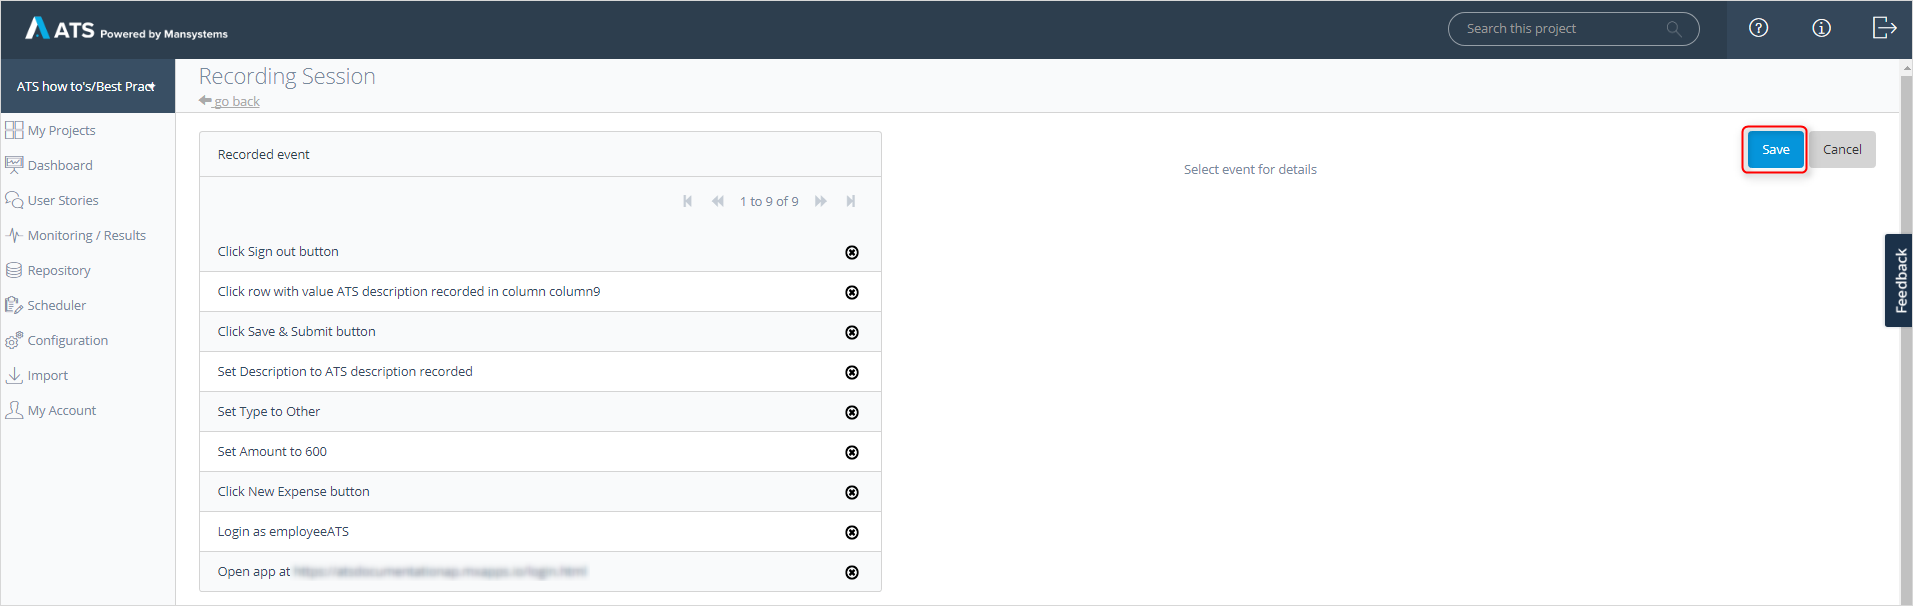 ATS Powered by Mansystems
Search this project
ATS how to's/Best Pract
Recording Session
go back
My Projects
Dashboard
User Stories
Monitoring / Results
Repository
Scheduler
Configuration
Import
My Account
Recorded event
1 to 9 of 9
Click Sign out button
Click row with value ATS description recorded in column column9
Click Save & Submit button
Set Description to ATS description recorded
Set Type to Other
Set Amount to 600
Click New Expense button
Login as employeeATS
Open app at
Select event for details
Save
Cancel
Feedback